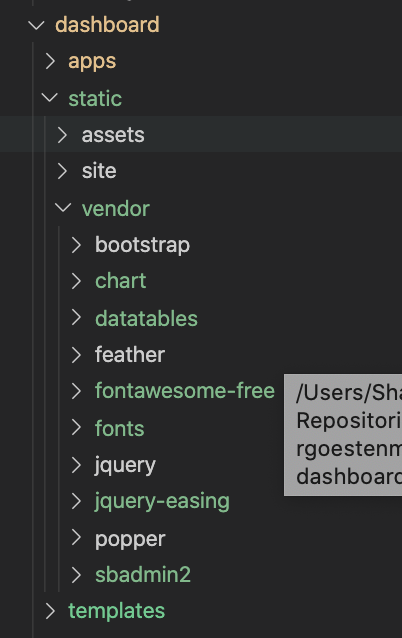 dashboard
apps
static
assets
site
vendor
bootstrap
chart
datatables
feather
fontawesome-free
/Users/Sha
Repositori
fonts
rgoestenm
jquery
dashboard
jquery-easing
popper
sbadmin2
templates